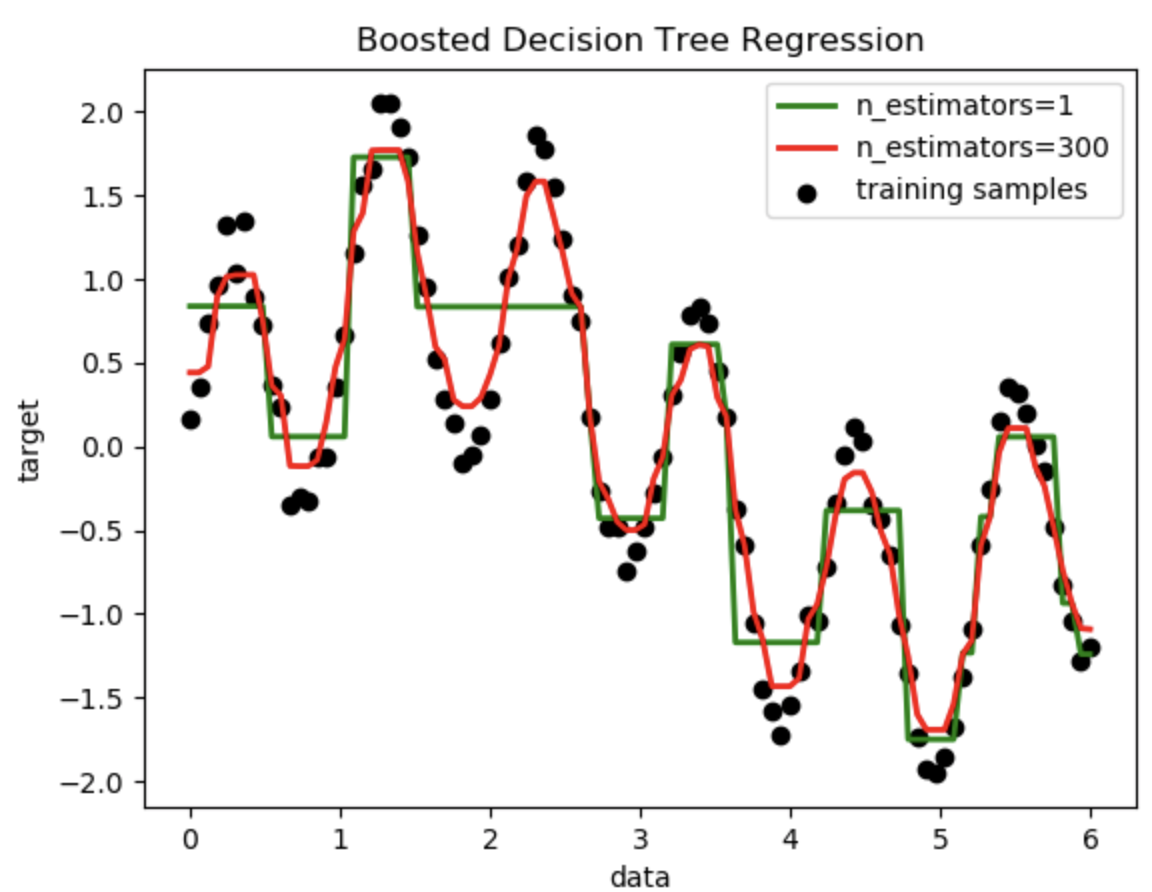 Boosted Decision Tree Regression
n_estimators=1
n_estimators=300
training samples
2.0
1.5
1.0
0.5
0.0
−0.5
−1.0
−1.5
−2.0
target
0 1 2 3 4 5 6
data